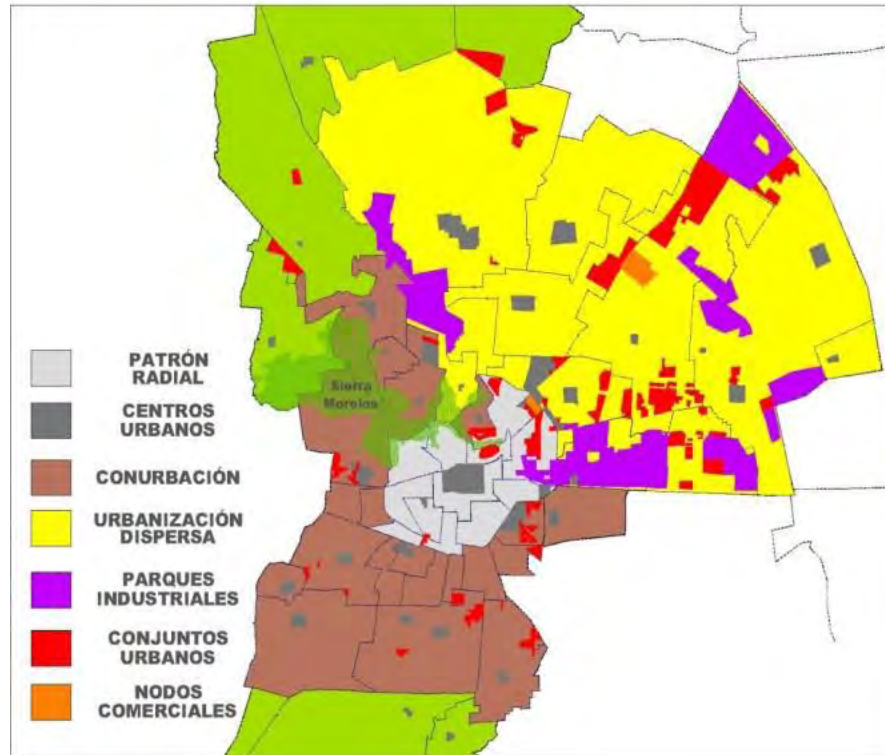 Sierra
Morelos
PATRÓN
RADIAL
CENTROS
URBANOS
CONURBACIÓN
URBANIZACIÓN
DISPERSA
PARQUES
INDUSTRIALES
CONJUNTOS
URBANOS
NODOS
COMERCIALES